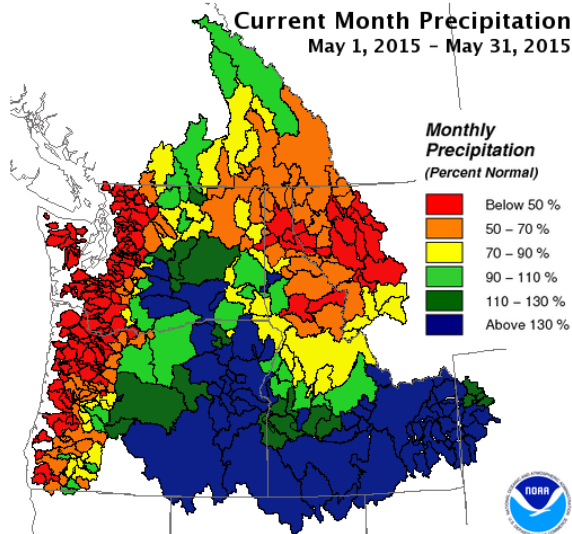 Current Month Precipitation
May 1, 2015 - May 31, 2015
Monthly
Precipitation
(Percent Normal)
Below 50 %
50 - 70 %
70 - 90 %
90 - 110 %
110 - 130 %
Above 130 %
NOAA